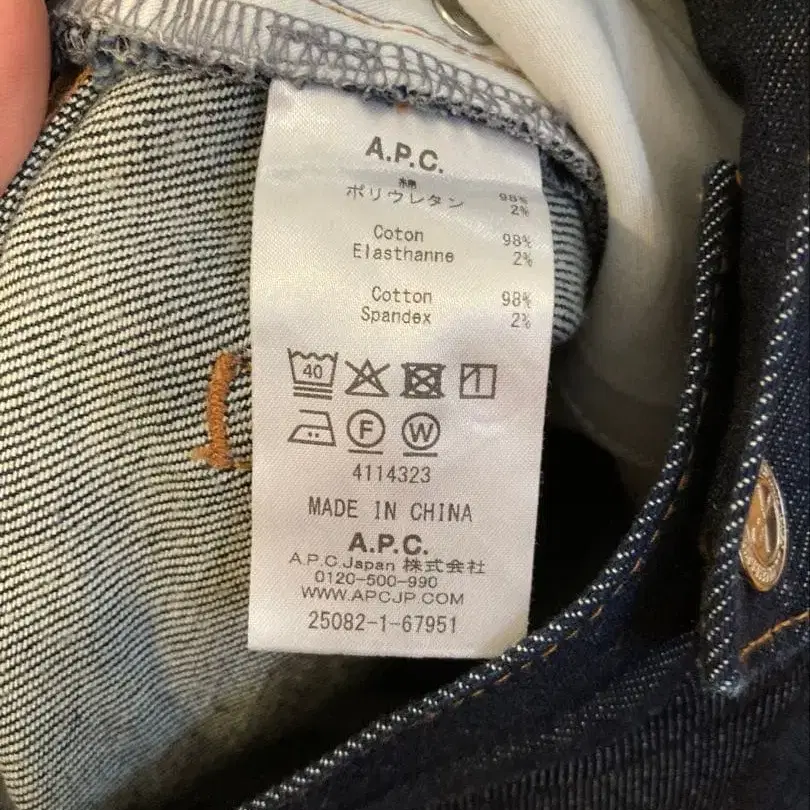 A.P.C.
綿 98%
ポリウレタン 2%
Coton 98%
Elasthanne 2%
Cotton 98%
Spandex 2%
40
F W
4114323
MADE IN CHINA
A.P.C.
A.P.C.Japan 株式会社
0120-500-990
WWW.APCJP.COM
25082-1-67951